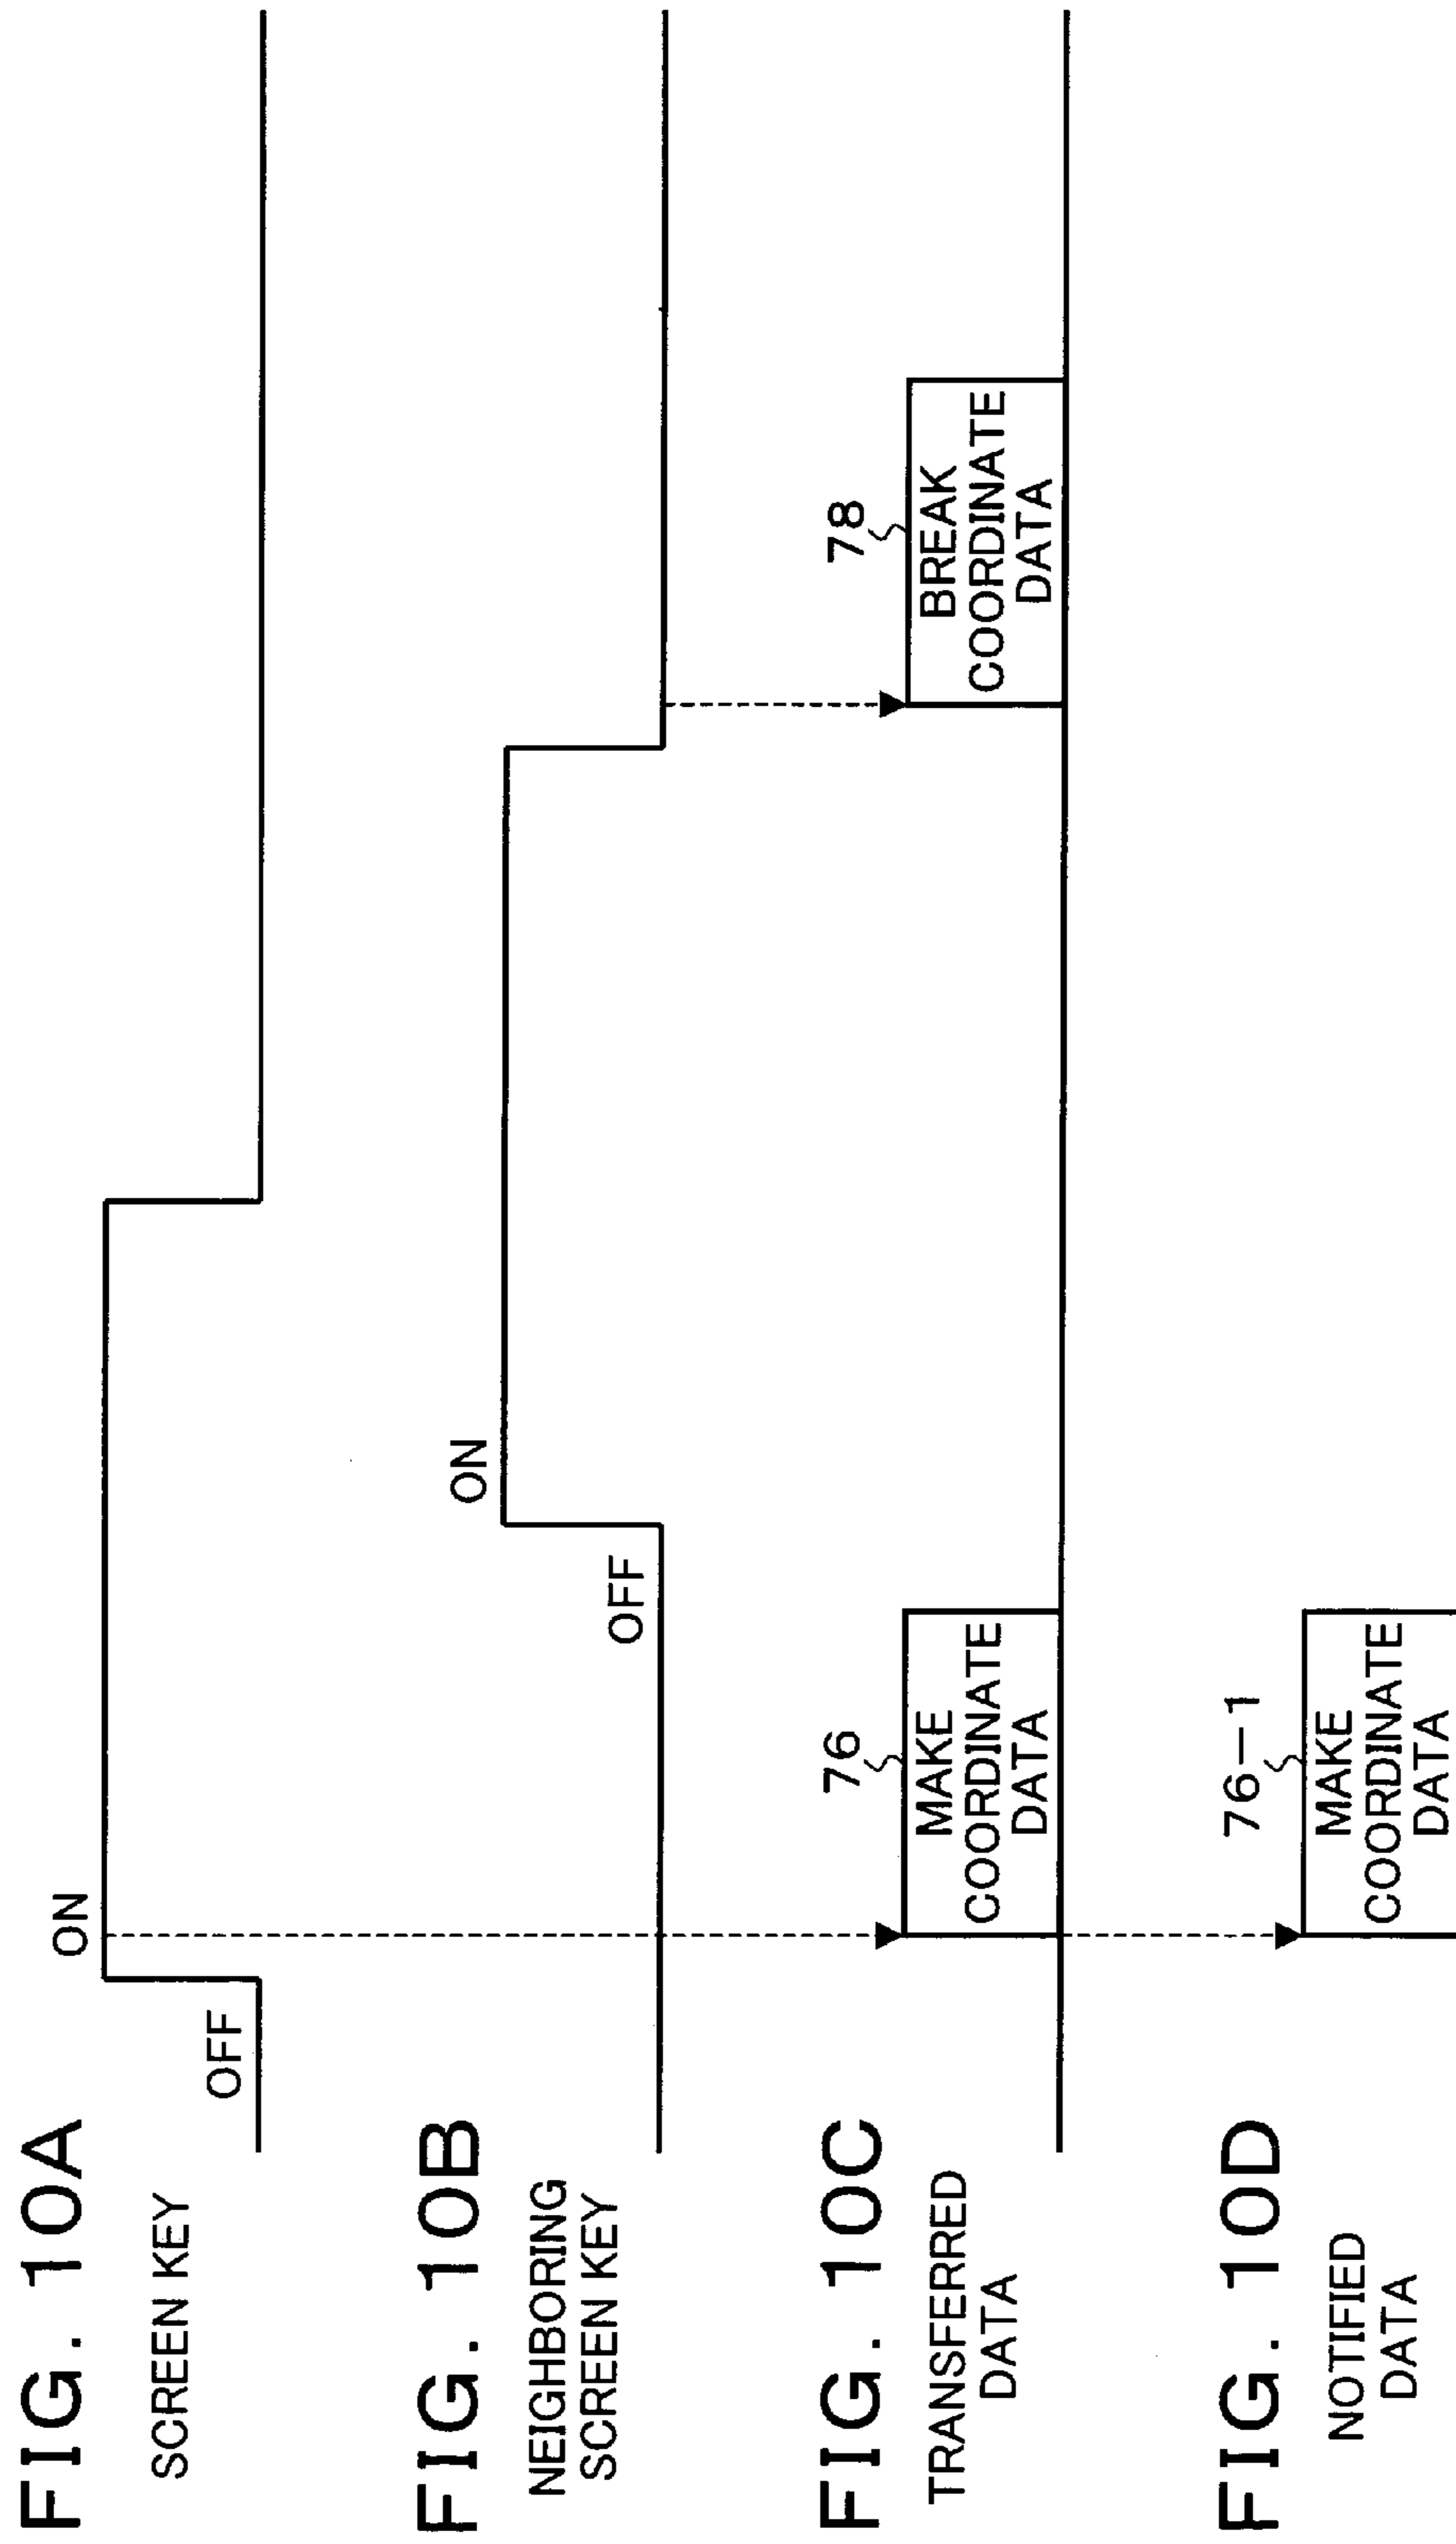 FIG. 10A
SCREEN KEY
OFF
ON
FIG. 10B
NEIGHBORING
SCREEN KEY
OFF
ON
FIG. 10C
TRANSFERRED
DATA
76
MAKE
COORDINATE
DATA
78
BREAK
COORDINATE
DATA
FIG. 10D
NOTIFIED
DATA
76-1
MAKE
COORDINATE
DATA